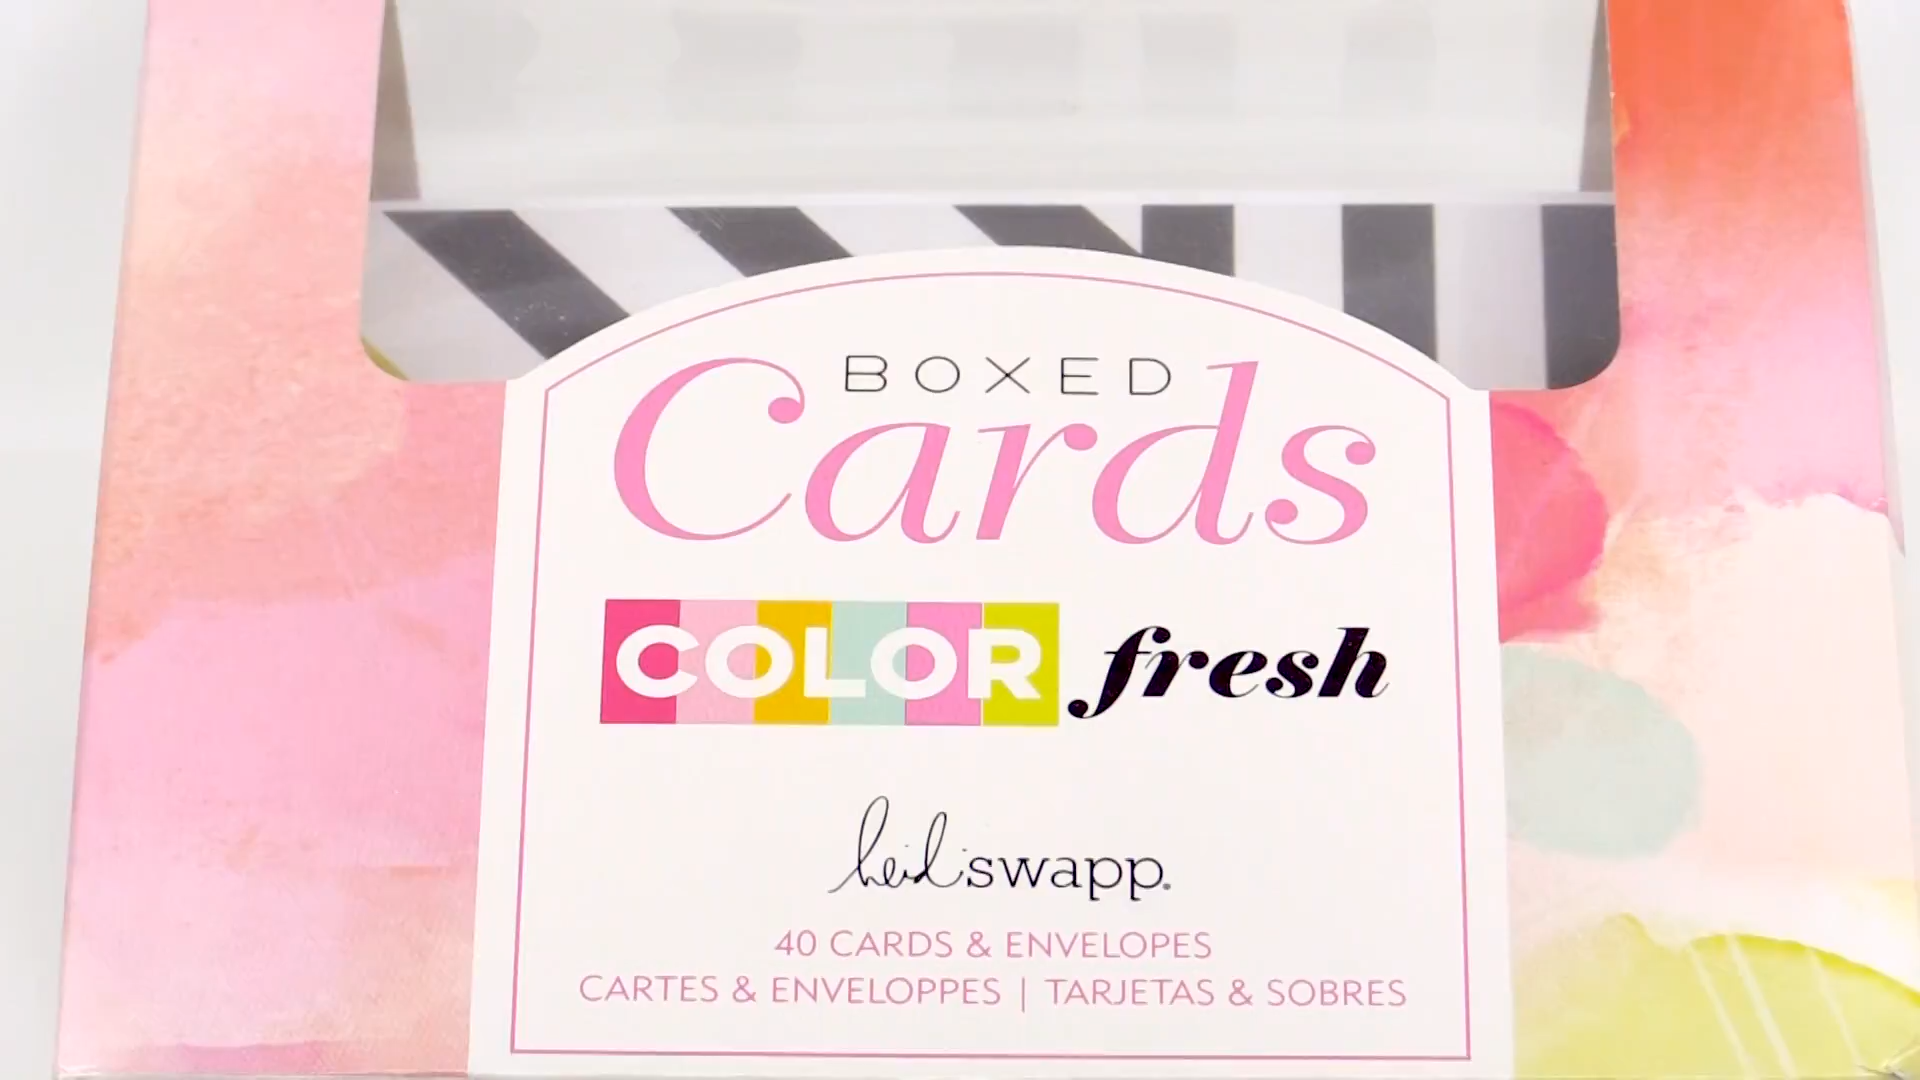 BOXED
Cards
COLOR fresh
heidi swapp®
40 CARDS & ENVELOPES
CARTES & ENVELOPPES | TARJETAS & SOBRES